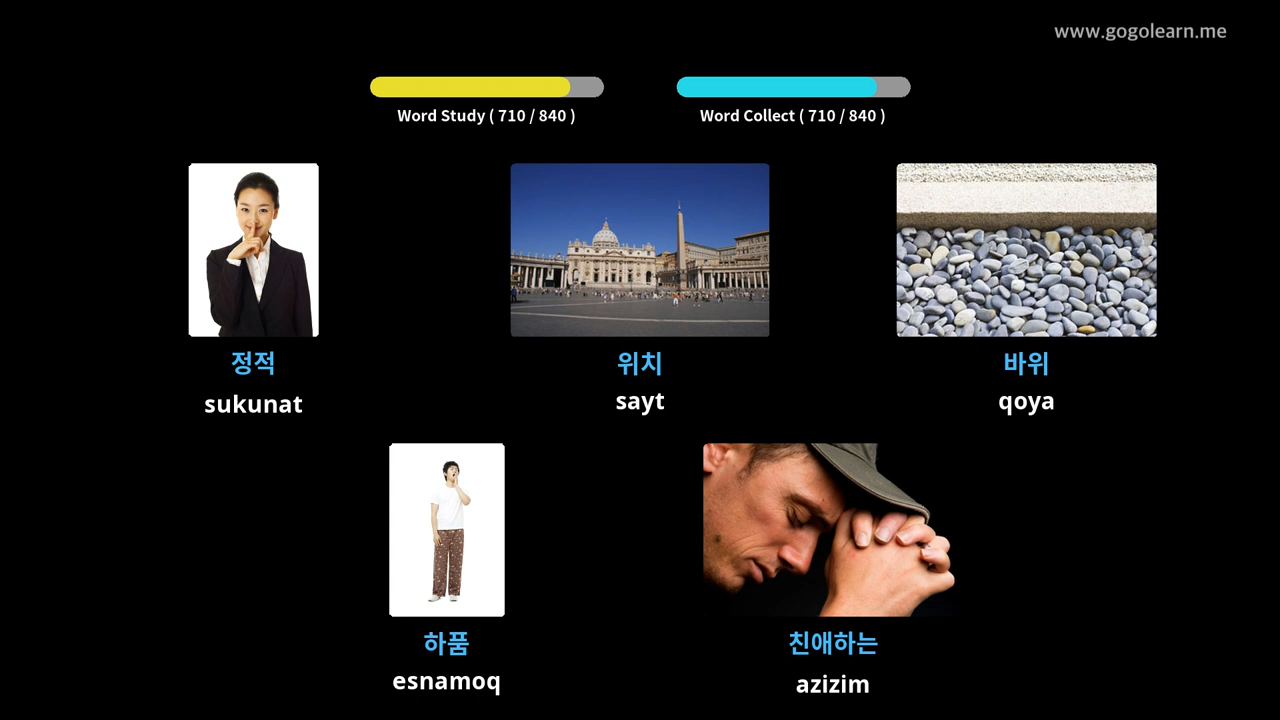 www.gogolearn.me
Word Study ( 710 / 840 )
Word Collect ( 710 / 840 )
정적
sukunat
위치
sayt
바위
qoya
하품
esnamoq
친애하는
azizim